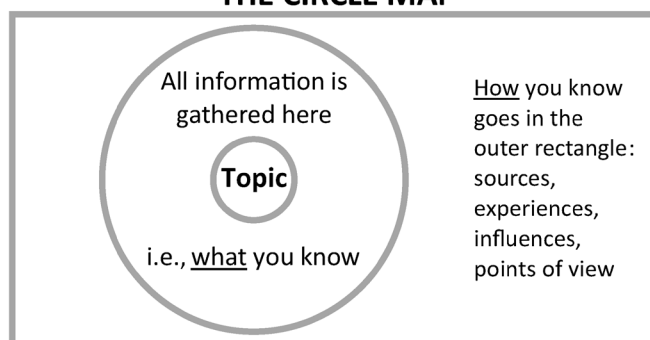 THE CIRCLE MAP
All information is
gathered here
Topic
i.e., what you know
How you know
goes in the
outer rectangle:
sources,
experiences,
influences,
points of view